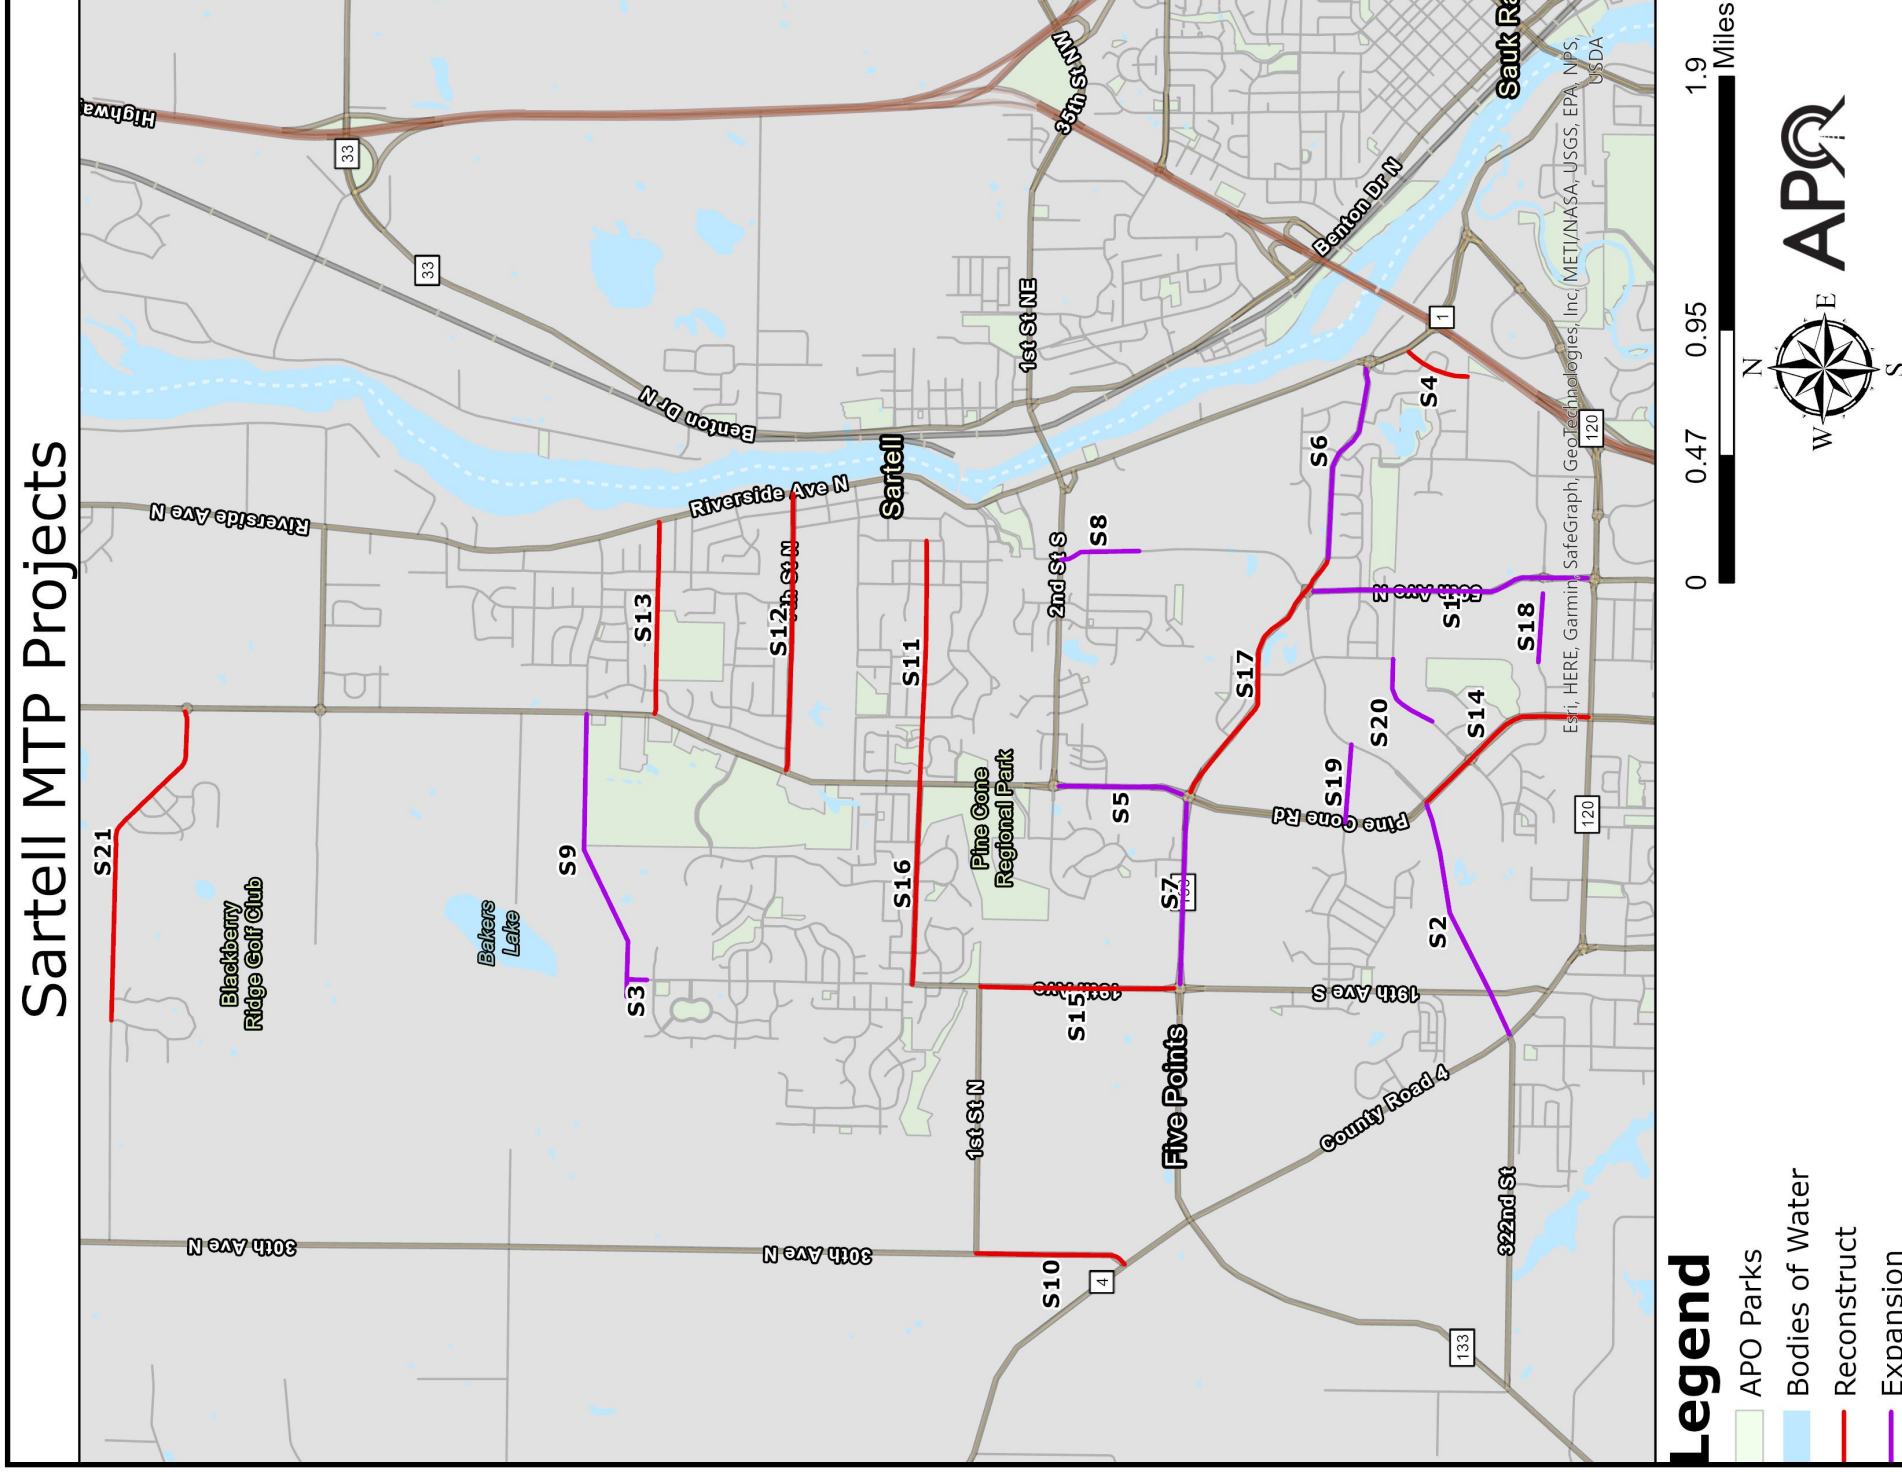 Sartell MTP Projects
Highway
33
33
Riverside Ave N
Benton Dr N
Riverside Ave N
Sartell
1st St NE
35th St NW
Benton Dr N
Sauk Ra
S21
Blackberry
Ridge Golf Club
Bakers
Lake
S9
S3
S13
S12
th St N
S11
S16
Pine Cone
Regional Park
2nd St S
S8
S5
S7
S17
S6
S4
1
S1
S18
S20
S14
S19
Pine Cone Rd
S2
19th Ave S
S15
Five Points
1st St N
30th Ave N
30th Ave N
S10
4
County Road 4
322nd St
133
120
120
Esri, HERE, Garmin, SafeGraph, GeoTechnologies, Inc, METI/NASA, USGS, EPA, NPS,
USDA
Legend
APO Parks
Bodies of Water
Reconstruct
Expansion
0 0.47 0.95 1.9
Miles
N
E
S
W
APO